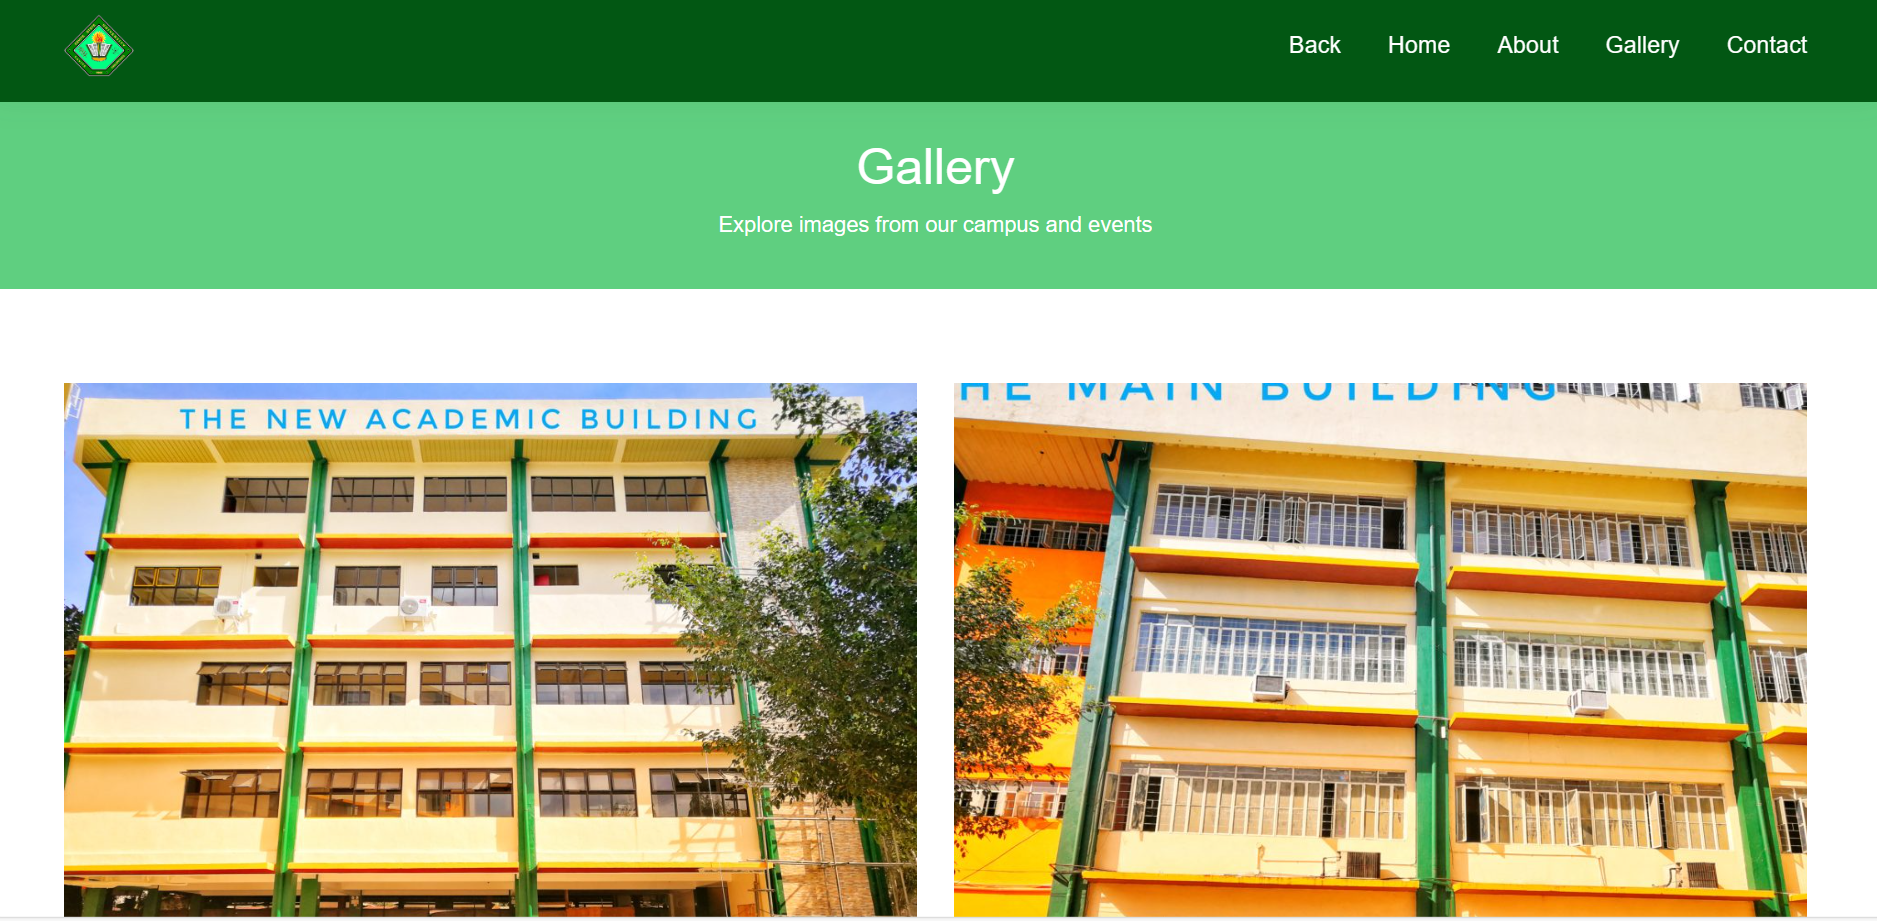 Back Home About Gallery Contact
Gallery
Explore images from our campus and events
THE NEW ACADEMIC BUILDING
HE MAIN BUILDING